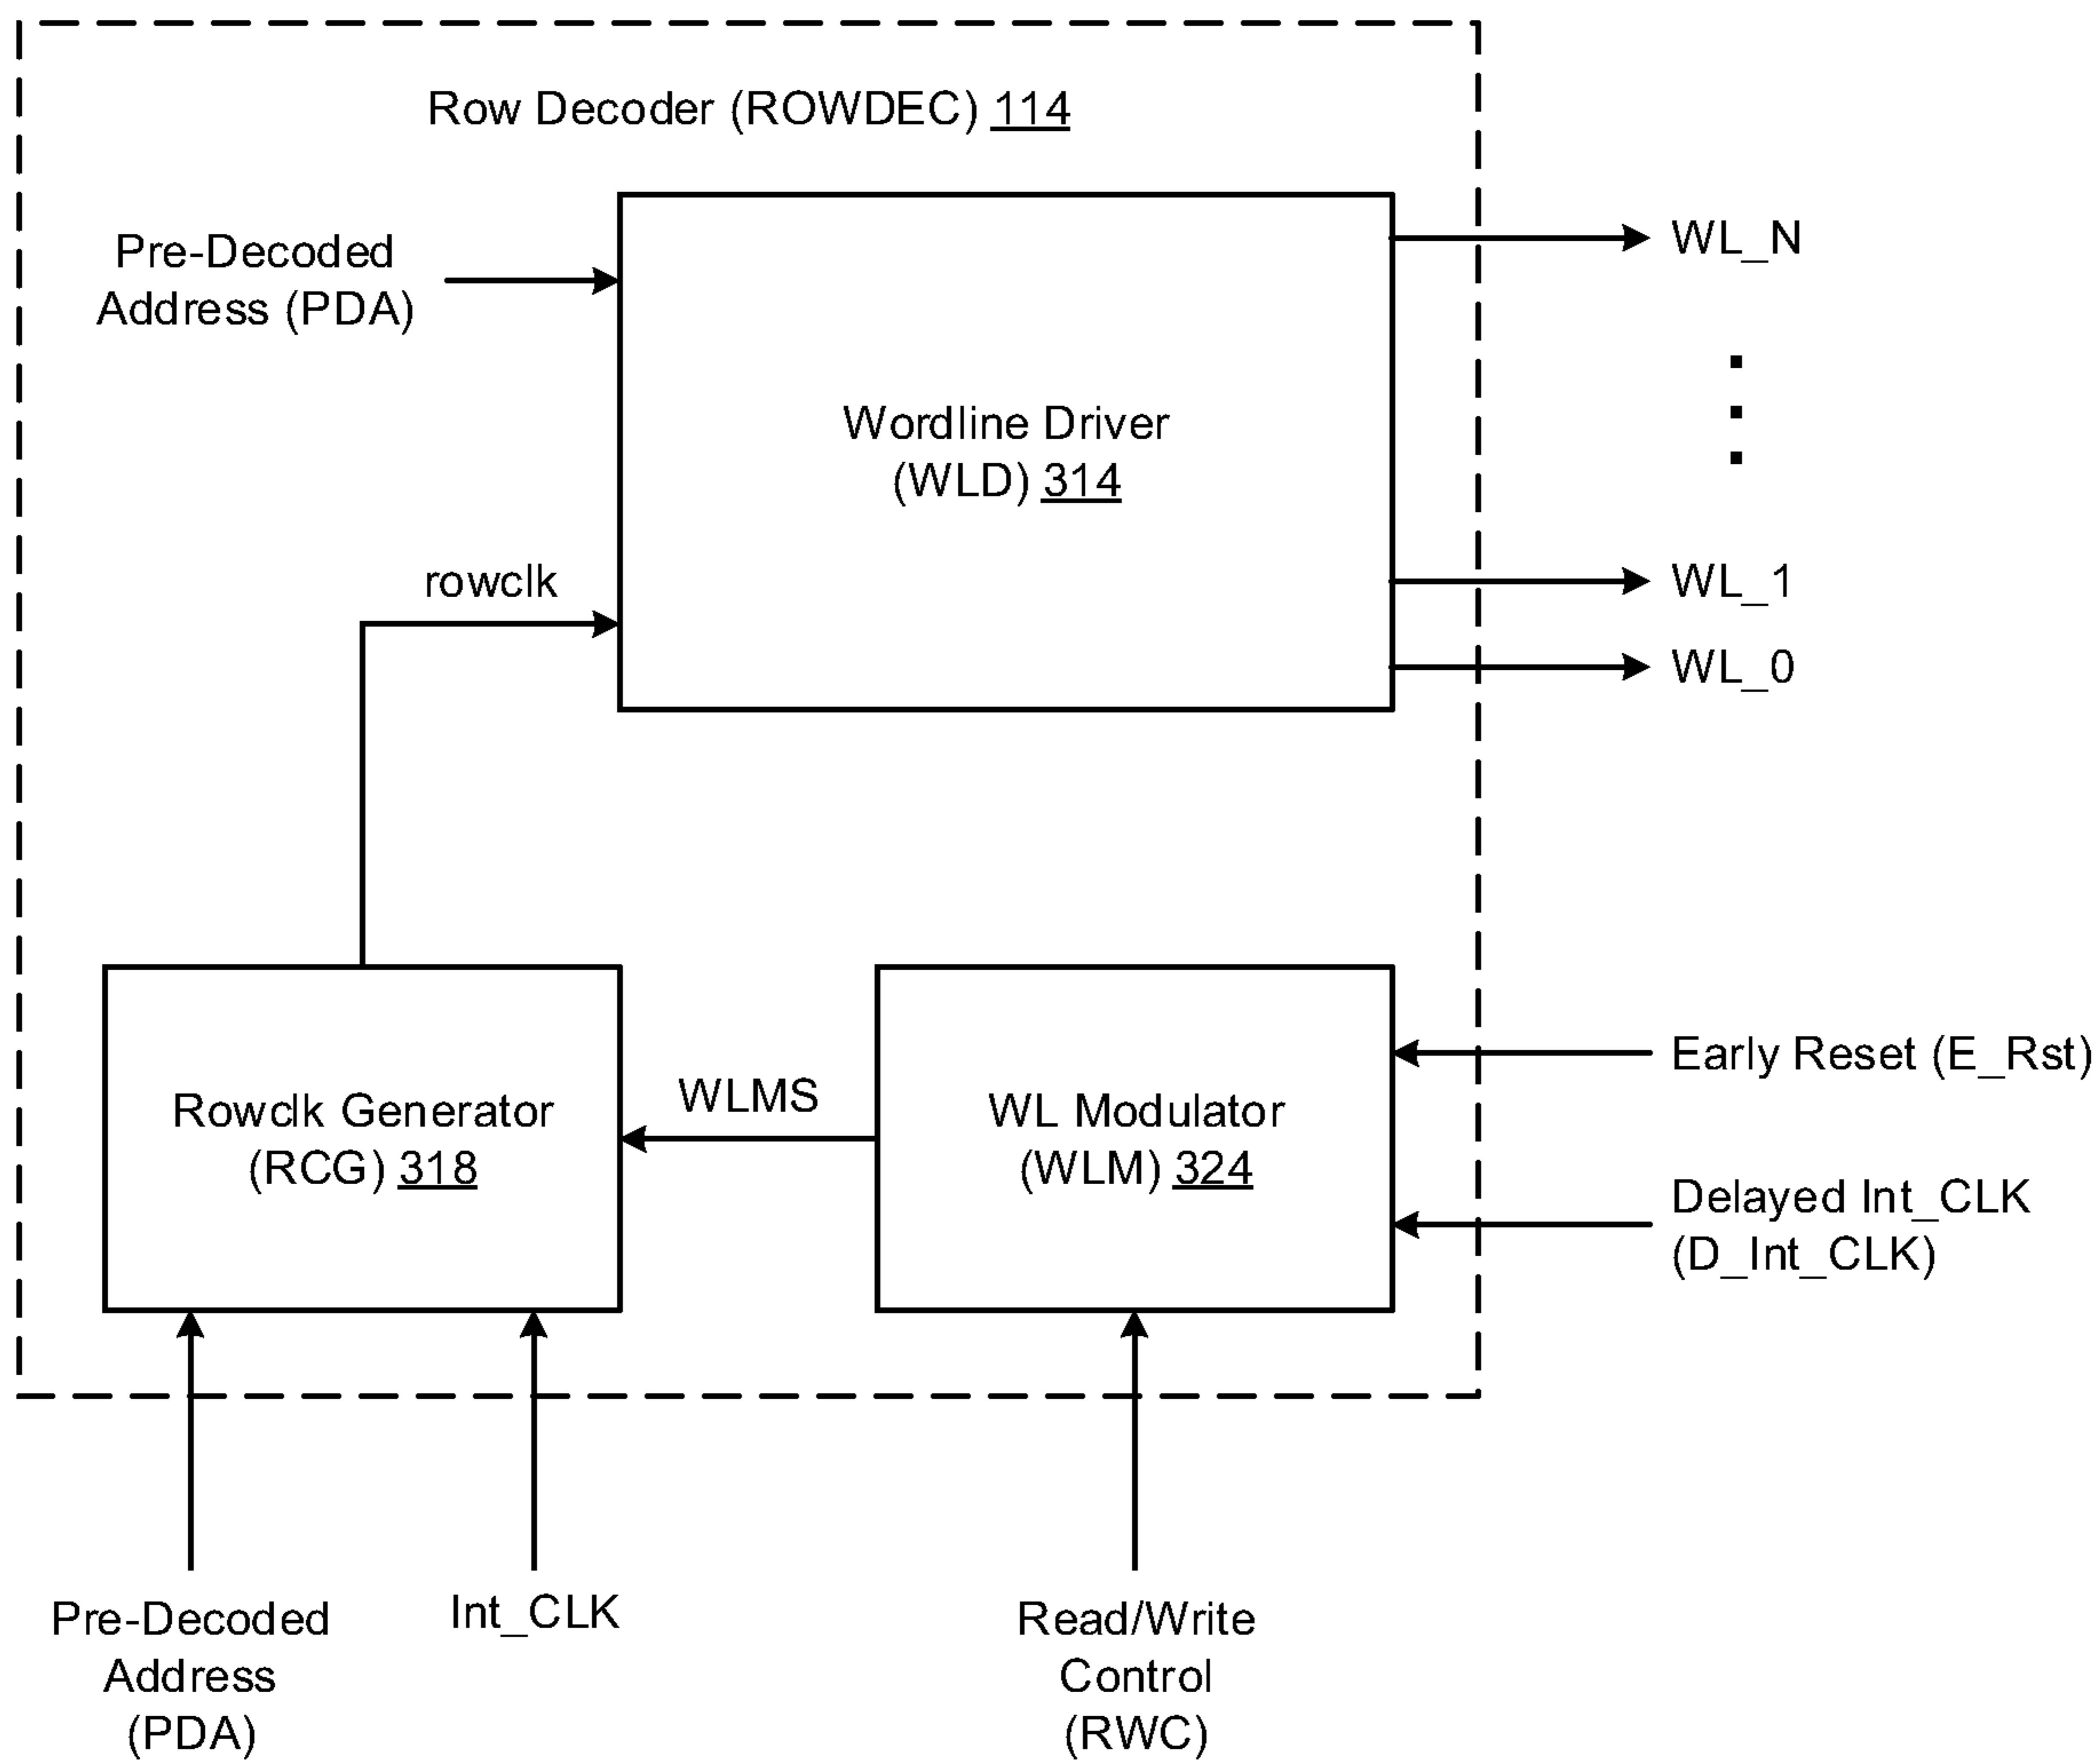 Row Decoder (ROWDEC) 114
Pre-Decoded
Address (PDA)
WL_N
Wordline Driver
(WLD) 314
rowclk
WL_1
WL_0
Rowclk Generator
(RCG) 318
WLMS
WL Modulator
(WLM) 324
Early Reset (E_Rst)
Delayed Int_CLK
(D_Int_CLK)
Pre-Decoded
Address
(PDA)
Int_CLK
Read/Write
Control
(RWC)